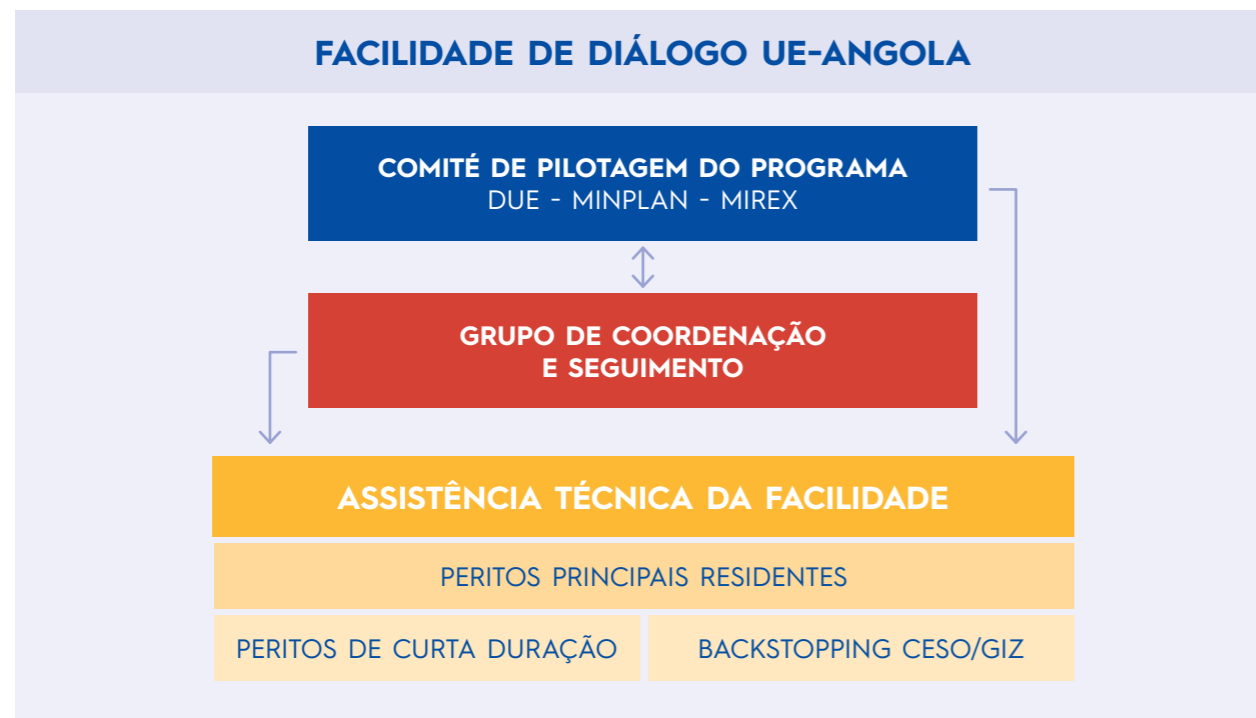 FACILIDADE DE DIÁLOGO UE-ANGOLA
COMITÉ DE PILOTAGEM DO PROGRAMA
DUE - MINPLAN - MIREX
GRUPO DE COORDENAÇÃO
E SEGUIMENTO
ASSISTÊNCIA TÉCNICA DA FACILIDADE
PERITOS PRINCIPAIS RESIDENTES
PERITOS DE CURTA DURAÇÃO
BACKSTOPPING CESO/GIZ